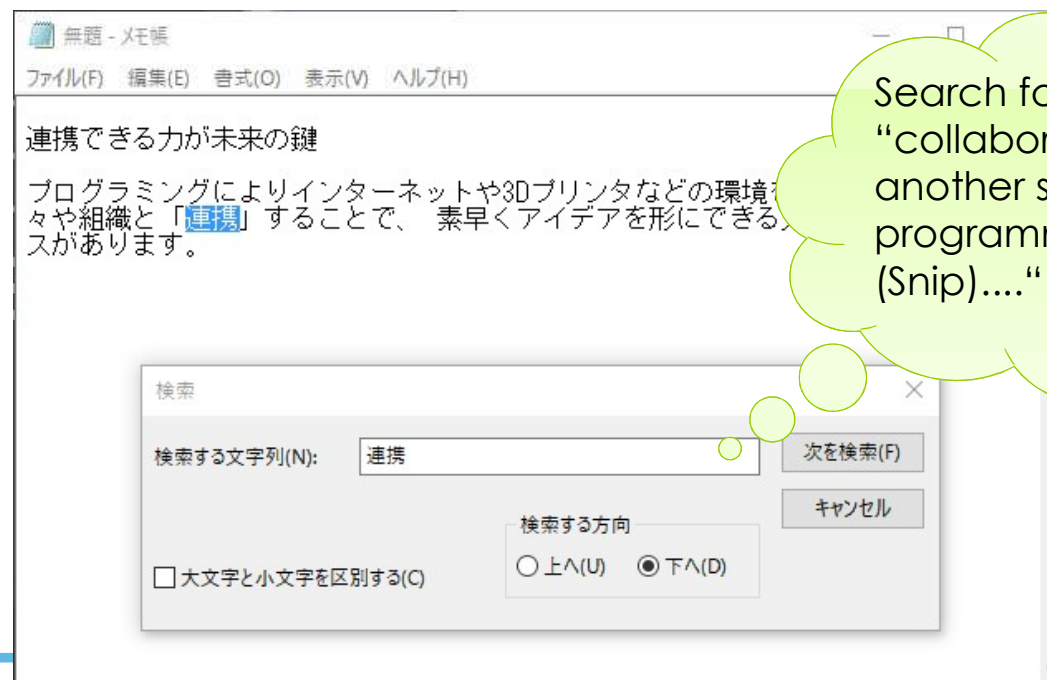 無題 - メモ帳
ファイル(F) 編集(E) 書式(O) 表示(V) ヘルプ(H)
連携できる力が未来の鍵
プログラミングによりインターネットや3Dプリンタなどの環境
々や組織と「連携」することで、 素早くアイデアを形にできる
スがあります。
Search
“collabor
another s
program
(Snip)....“
検索
検索する文字列(N): 連携 次を検索(F)
キャンセル
検索する方向
大文字と小文字を区別する(C) 上へ(U) 下へ(D)